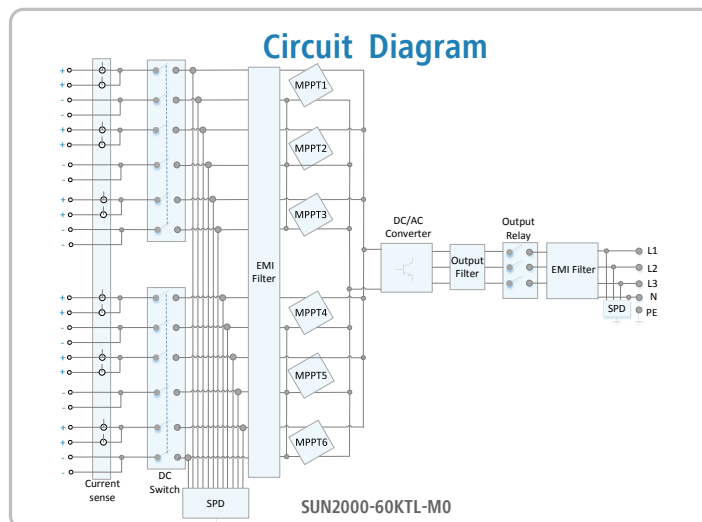 Circuit Diagram
+
+
-
-
+
+
-
-
+
+
-
-
+
+
-
-
+
+
-
-
+
+
-
-
Current
sense
DC
Switch
SPD
EMI
Filter
MPPT1
MPPT2
MPPT3
MPPT4
MPPT5
MPPT6
DC/AC
Converter
Output
Filter
Output
Relay
EMI Filter
SPD
L1
L2
L3
N
PE
SUN2000-60KTL-M0